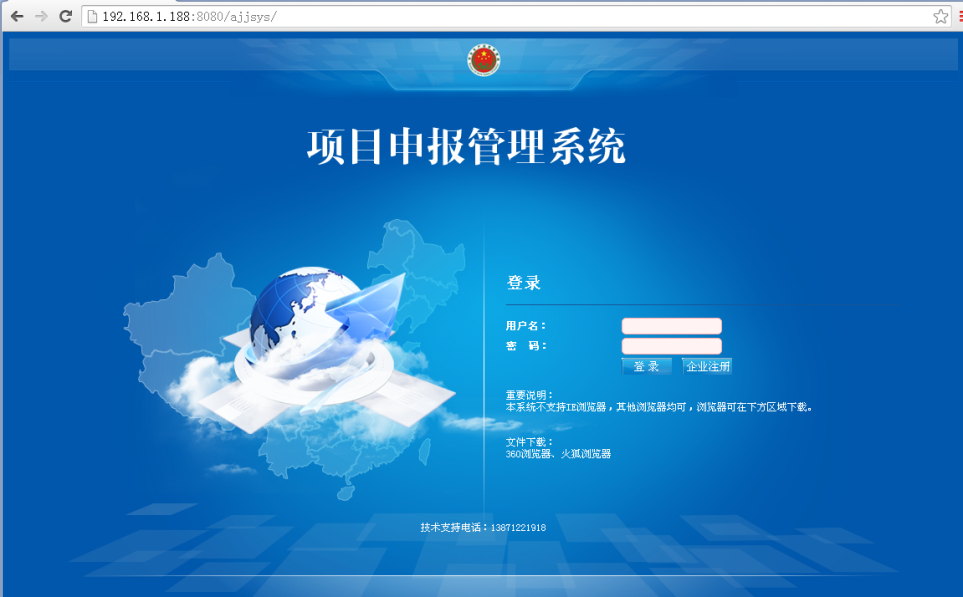 192.168.1.188:8080/ajjsys/
项目申报管理系统
登录
用户名：
密 码：
登 录 企业注册
重要说明：
本系统不支持IE浏览器，其他浏览器均可，浏览器可在下方区域下载。
文件下载：
360浏览器、火狐浏览器
技术支持电话：13871221918